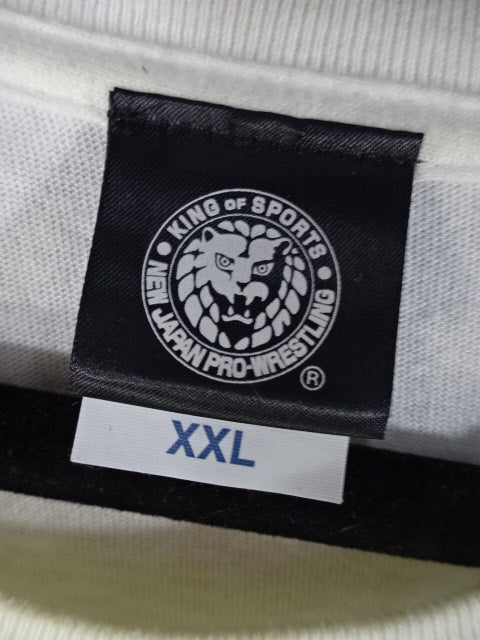 KING OF SPORTS
NEW JAPAN PRO-WRESTLING
®
XXL